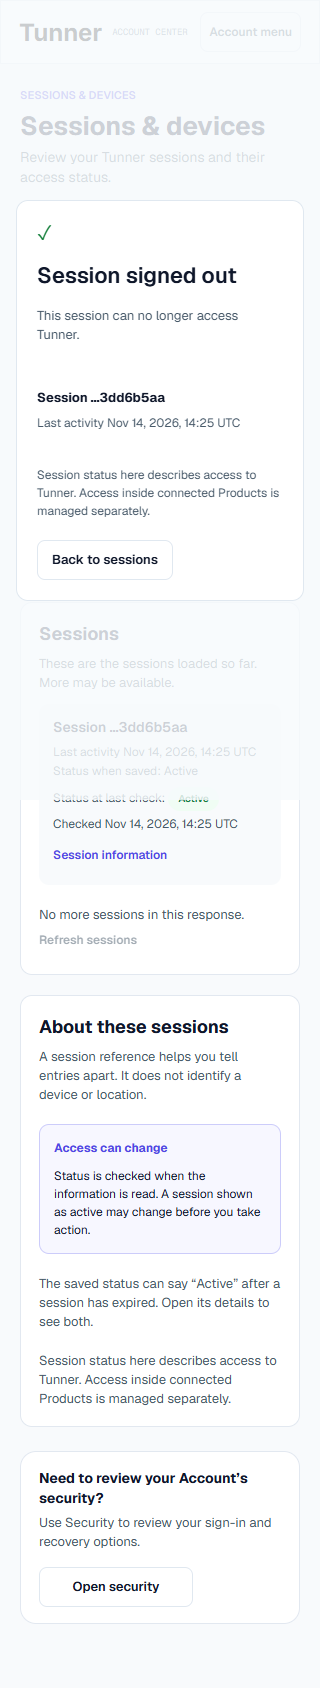 Tunner ACCOUNT CENTER Account menu
SESSIONS & DEVICES
Sessions & devices
Review your Tunner sessions and their
access status.
✓
Session signed out
This session can no longer access
Tunner.
Session …3dd6b5aa
Last activity Nov 14, 2026, 14:25 UTC
Session status here describes access to
Tunner. Access inside connected Products is
managed separately.
Back to sessions
Sessions
These are the sessions loaded so far.
More may be available.
Session …3dd6b5aa
Last activity Nov 14, 2026, 14:25 UTC
Status when saved: Active
Status at last check: Active
Checked Nov 14, 2026, 14:25 UTC
Session information
No more sessions in this response.
Refresh sessions
About these sessions
A session reference helps you tell
entries apart. It does not identify a
device or location.
Access can change
Status is checked when the
information is read. A session shown
as active may change before you take
action.
The saved status can say “Active” after a
session has expired. Open its details to
see both.
Session status here describes access to
Tunner. Access inside connected
Products is managed separately.
Need to review your Account’s
security?
Use Security to review your sign-in and
recovery options.
Open security